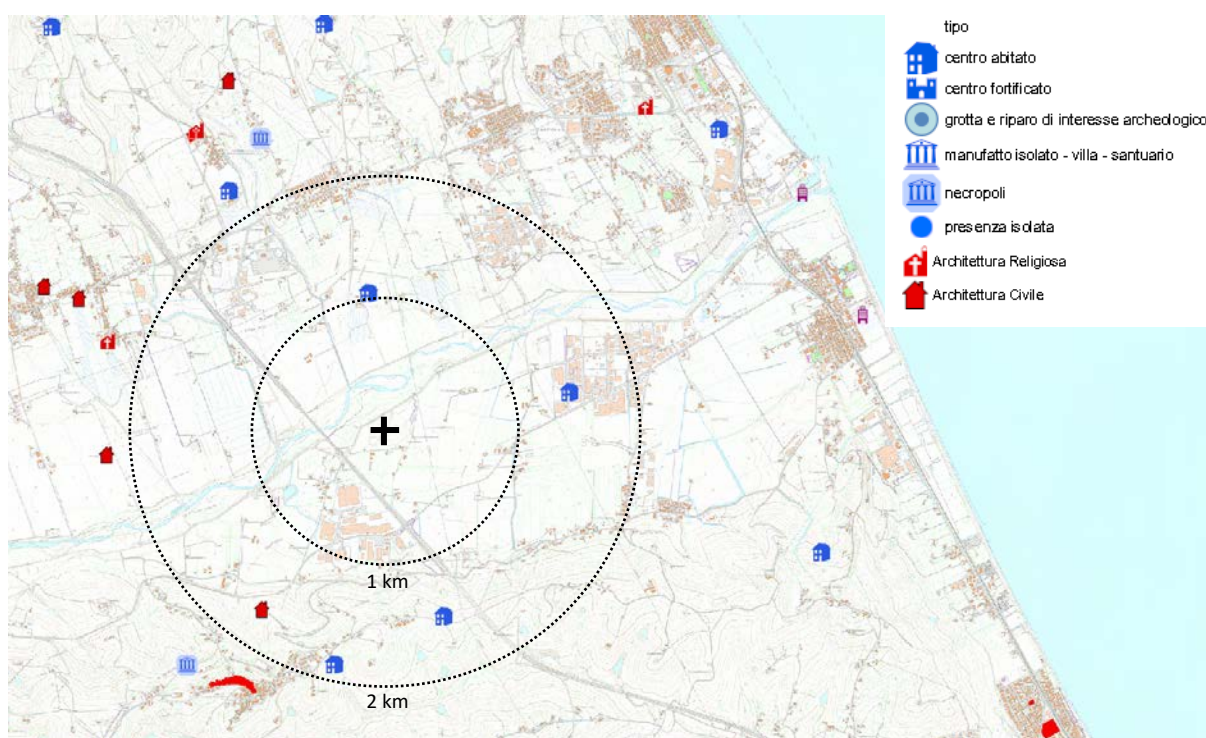 tipo
centro abitato
centro fortificato
grotta e riparo di interesse archeologico
manufatto isolato - villa - santuario
necropoli
presenza isolata
Architettura Religiosa
Architettura Civile
1 km
2 km